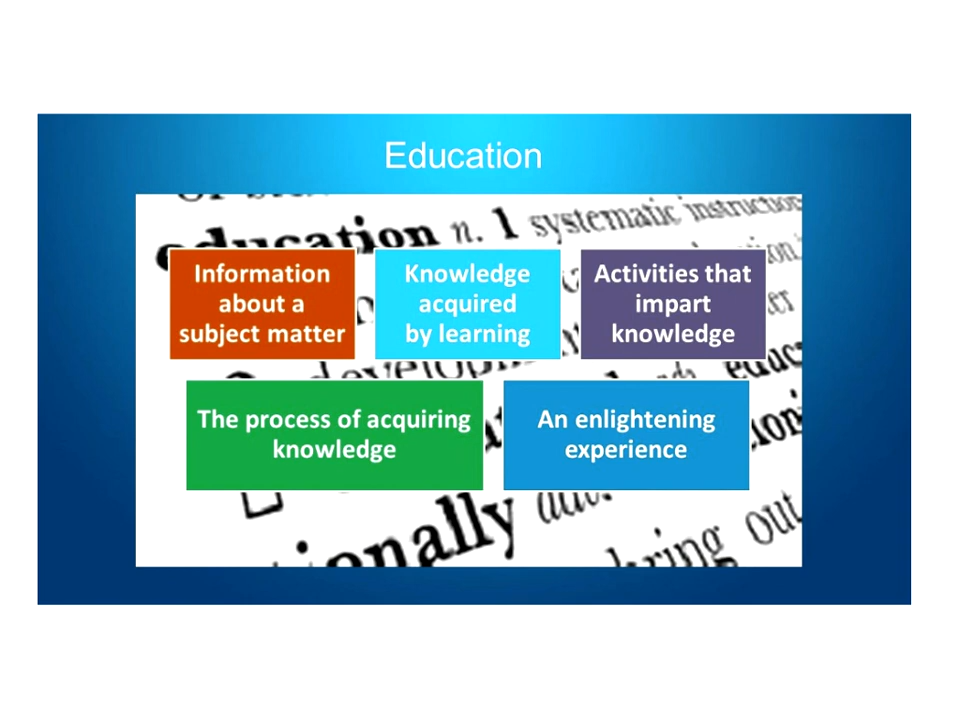 Education
education n. 1 systematic instruction
Information
about a
subject matter
Knowledge
acquired
by learning
Activities that
impart
knowledge
The process of acquiring
knowledge
An enlightening
experience
ionally
ring out